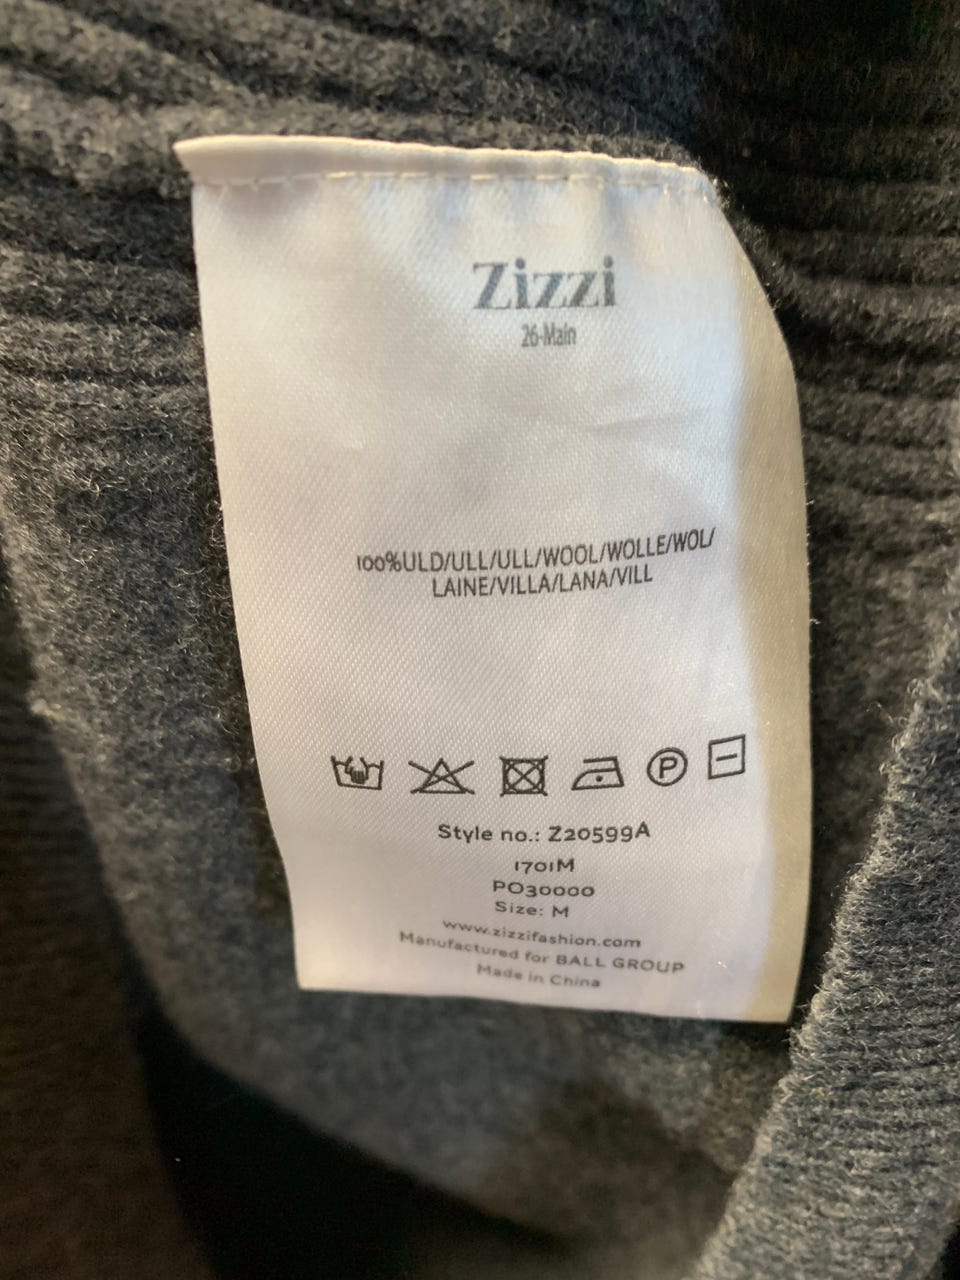 Zizzi
26-Main
100%ULD/ULL/ULL/WOOL/WOLLE/WOL/
LAINE/VILLA/LANA/VILL
P
Style no.: Z20599A
1701M
PO30000
Size: M
www.zizzifashion.com
Manufactured for BALL GROUP
Made in China